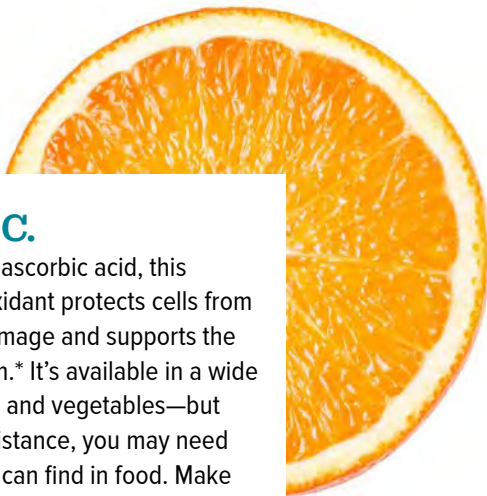 C.
ascorbic acid, this
xidant protects cells from
mage and supports the
n.* It’s available in a wide
and vegetables—but
istance, you may need
can find in food. Make